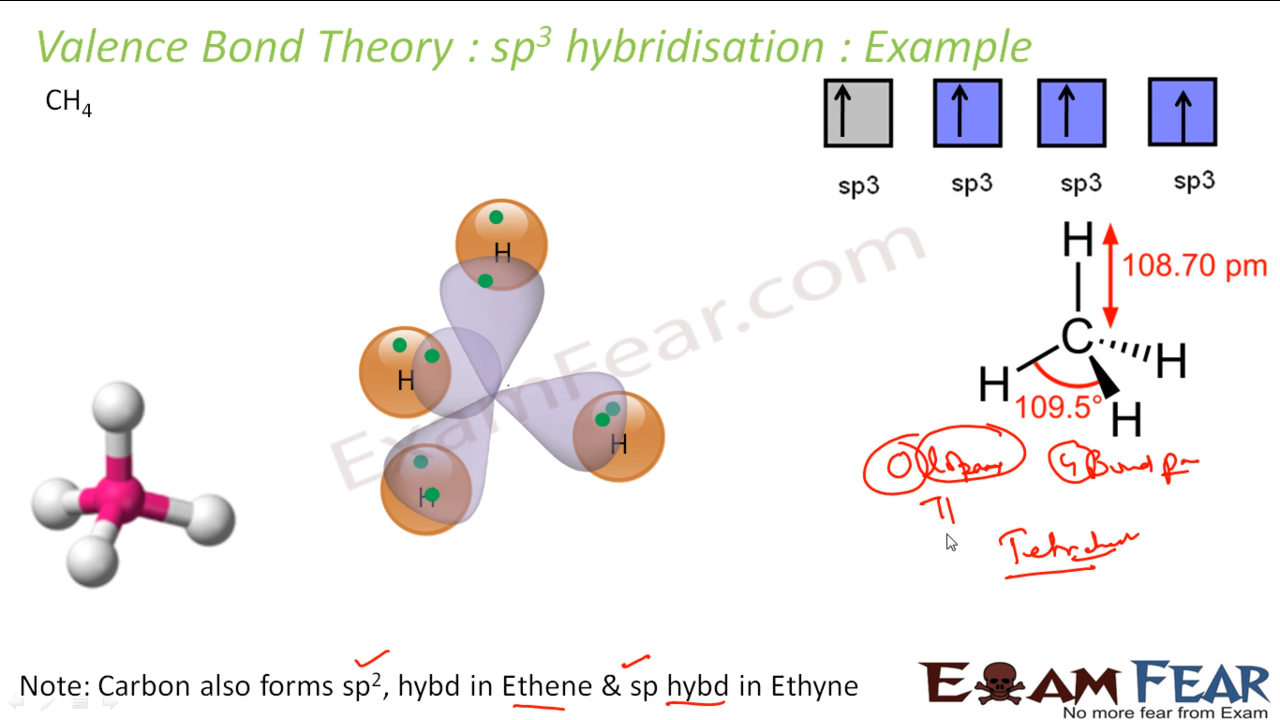 Valence Bond Theory : sp³ hybridisation : Example
CH₄
sp3 sp3 sp3 sp3
H
108.70 pm
C
H
H
109.5°
H
H
H
H
H
ExamFear.com
0 4 Bond
Note: Carbon also forms sp², hybd in Ethene & sp hybd in Ethyne
EXAM FEAR
No more fear from Exam